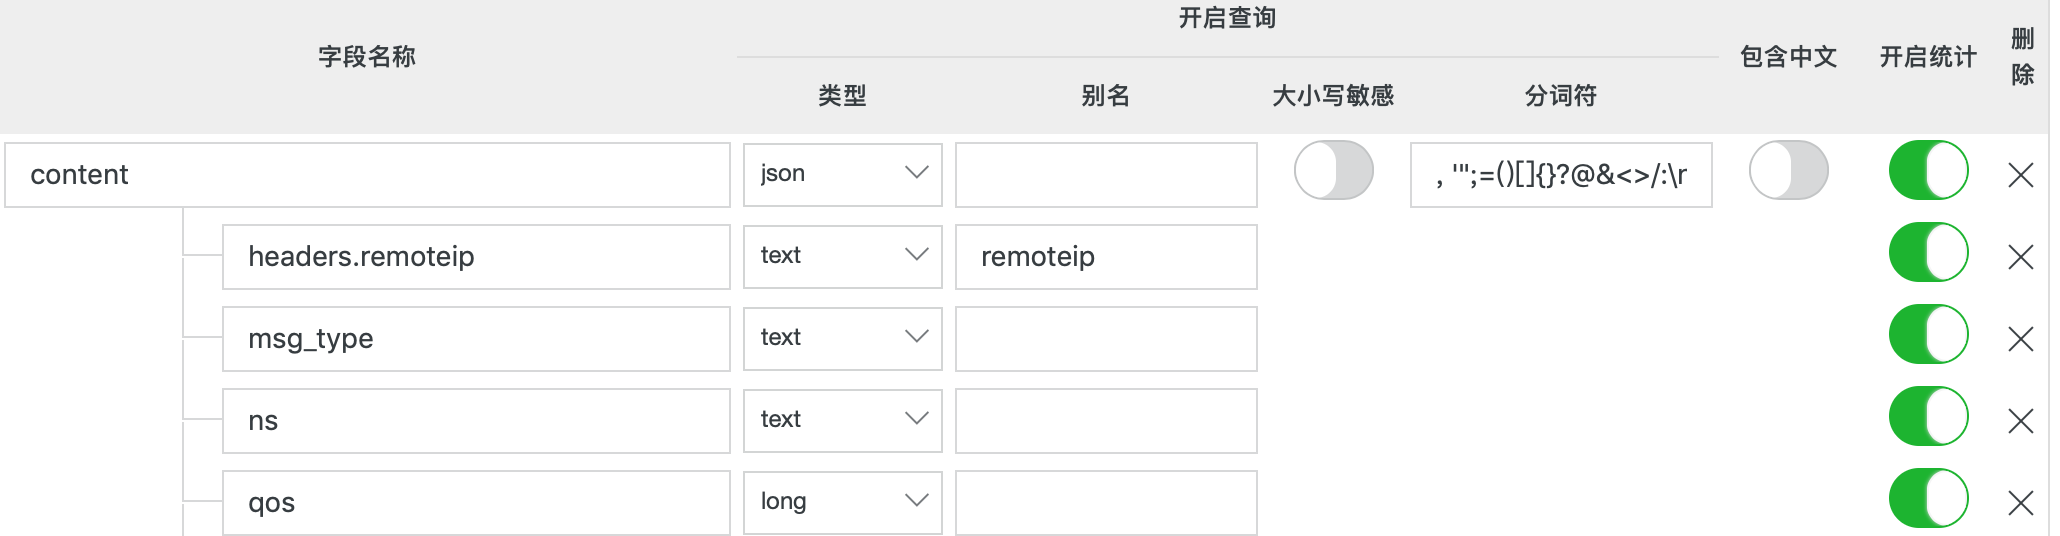 字段名称 开启查询 包含中文 开启统计 删除
类型 别名 大小写敏感 分词符
content json , '";=()[]{}?@&<>/:\r
headers.remoteip text remoteip
msg_type text
ns text
qos long